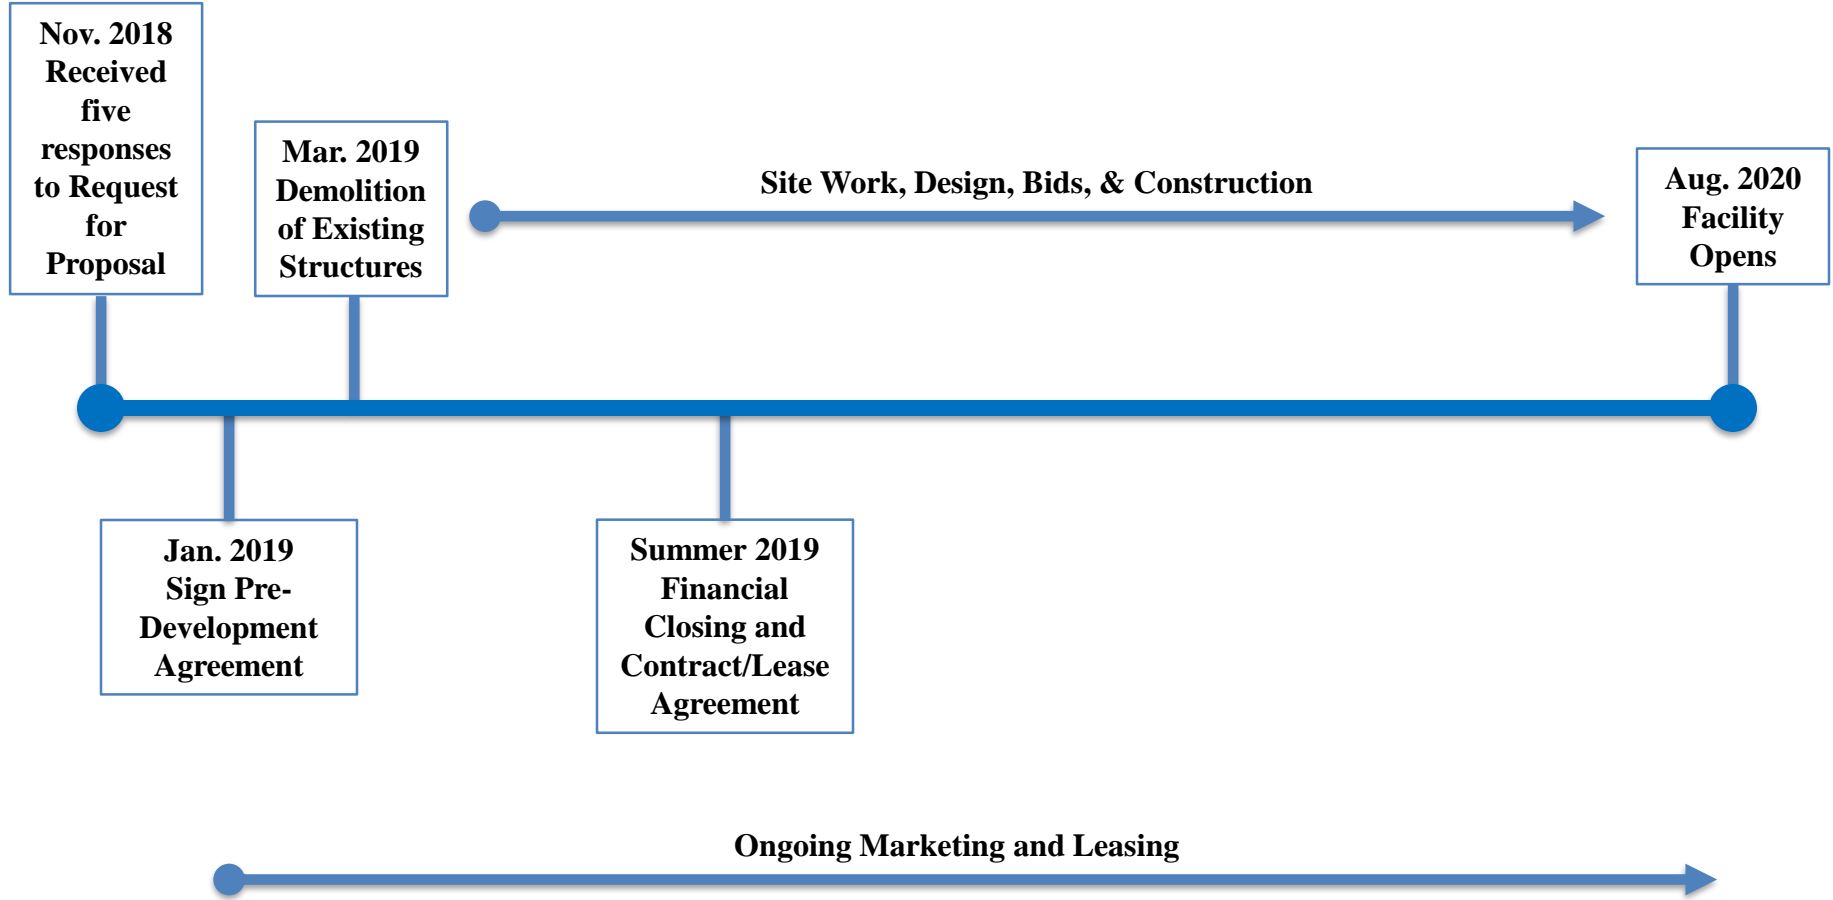 Nov. 2018
Received
five
responses
to Request
for
Proposal
Mar. 2019
Demolition
of Existing
Structures
Site Work, Design, Bids, & Construction
Aug. 2020
Facility
Opens
Jan. 2019
Sign Pre-
Development
Agreement
Summer 2019
Financial
Closing and
Contract/Lease
Agreement
Ongoing Marketing and Leasing